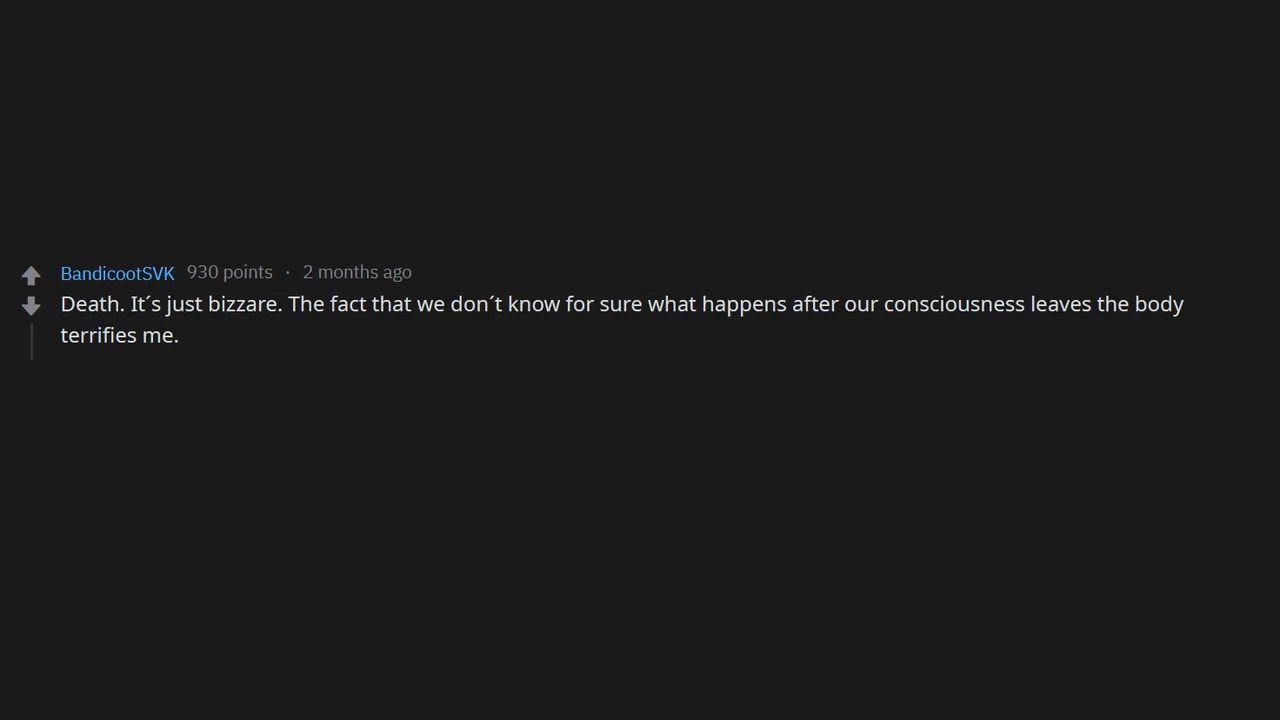 BandicootSVK 930 points · 2 months ago
Death. It´s just bizzare. The fact that we don´t know for sure what happens after our consciousness leaves the body
terrifies me.